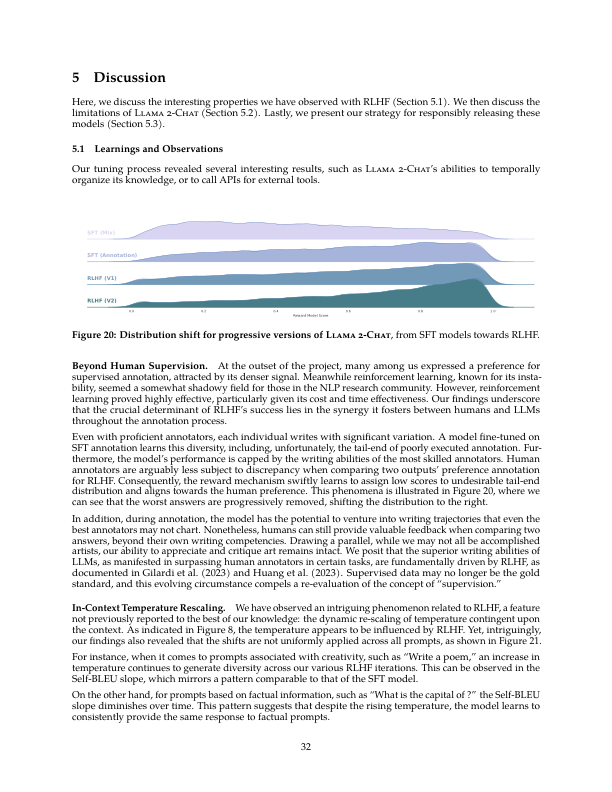 5 Discussion
Here, we discuss the interesting properties we have observed with RLHF (Section 5.1). We then discuss the
limitations of Llama 2-Chat (Section 5.2). Lastly, we present our strategy for responsibly releasing these
models (Section 5.3).
5.1 Learnings and Observations
Our tuning process revealed several interesting results, such as Llama 2-Chat's abilities to temporally
organize its knowledge, or to call APIs for external tools.
SFT (Mix)
SFT (Annotation)
RLHF (V1)
RLHF (V2)
0.0 0.2 0.4 0.6 0.8 1.0
Reward Model Score
Figure 20: Distribution shift for progressive versions of Llama 2-Chat, from SFT models towards RLHF.
Beyond Human Supervision. At the outset of the project, many among us expressed a preference for
supervised annotation, attracted by its denser signal. Meanwhile reinforcement learning, known for its insta-
bility, seemed a somewhat shadowy field for those in the NLP research community. However, reinforcement
learning proved highly effective, particularly given its cost and time effectiveness. Our findings underscore
that the crucial determinant of RLHF's success lies in the synergy it fosters between humans and LLMs
throughout the annotation process.
Even with proficient annotators, each individual writes with significant variation. A model fine-tuned on
SFT annotation learns this diversity, including, unfortunately, the tail-end of poorly executed annotation. Fur-
thermore, the model's performance is capped by the writing abilities of the most skilled annotators. Human
annotators are arguably less subject to discrepancy when comparing two outputs' preference annotation
for RLHF. Consequently, the reward mechanism swiftly learns to assign low scores to undesirable tail-end
distribution and aligns towards the human preference. This phenomena is illustrated in Figure 20, where we
can see that the worst answers are progressively removed, shifting the distribution to the right.
In addition, during annotation, the model has the potential to venture into writing trajectories that even the
best annotators may not chart. Nonetheless, humans can still provide valuable feedback when comparing two
answers, beyond their own writing competencies. Drawing a parallel, while we may not all be accomplished
artists, our ability to appreciate and critique art remains intact. We posit that the superior writing abilities of
LLMs, as manifested in surpassing human annotators in certain tasks, are fundamentally driven by RLHF, as
documented in Gilardi et al. (2023) and Huang et al. (2023). Supervised data may no longer be the gold
standard, and this evolving circumstance compels a re-evaluation of the concept of "supervision."
In-Context Temperature Rescaling. We have observed an intriguing phenomenon related to RLHF, a feature
not previously reported to the best of our knowledge: the dynamic re-scaling of temperature contingent upon
the context. As indicated in Figure 8, the temperature appears to be influenced by RLHF. Yet, intriguingly,
our findings also revealed that the shifts are not uniformly applied across all prompts, as shown in Figure 21.
For instance, when it comes to prompts associated with creativity, such as "Write a poem," an increase in
temperature continues to generate diversity across our various RLHF iterations. This can be observed in the
Self-BLEU slope, which mirrors a pattern comparable to that of the SFT model.
On the other hand, for prompts based on factual information, such as "What is the capital of ?" the Self-BLEU
slope diminishes over time. This pattern suggests that despite the rising temperature, the model learns to
consistently provide the same response to factual prompts.
32